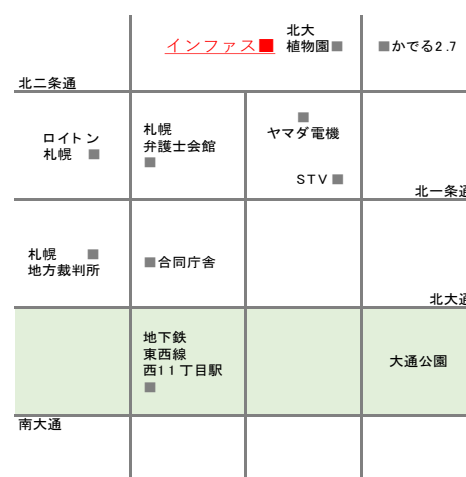 北大
インファス■ 植物園■ ■かでる2.7
北二条通
札幌
ロイトン 弁護士会館 ヤマダ電機
札幌
STV
北一条通
札幌
地方裁判所
合同庁舎
北大通
地下鉄
東西線
西11丁目駅
大通公園
南大通